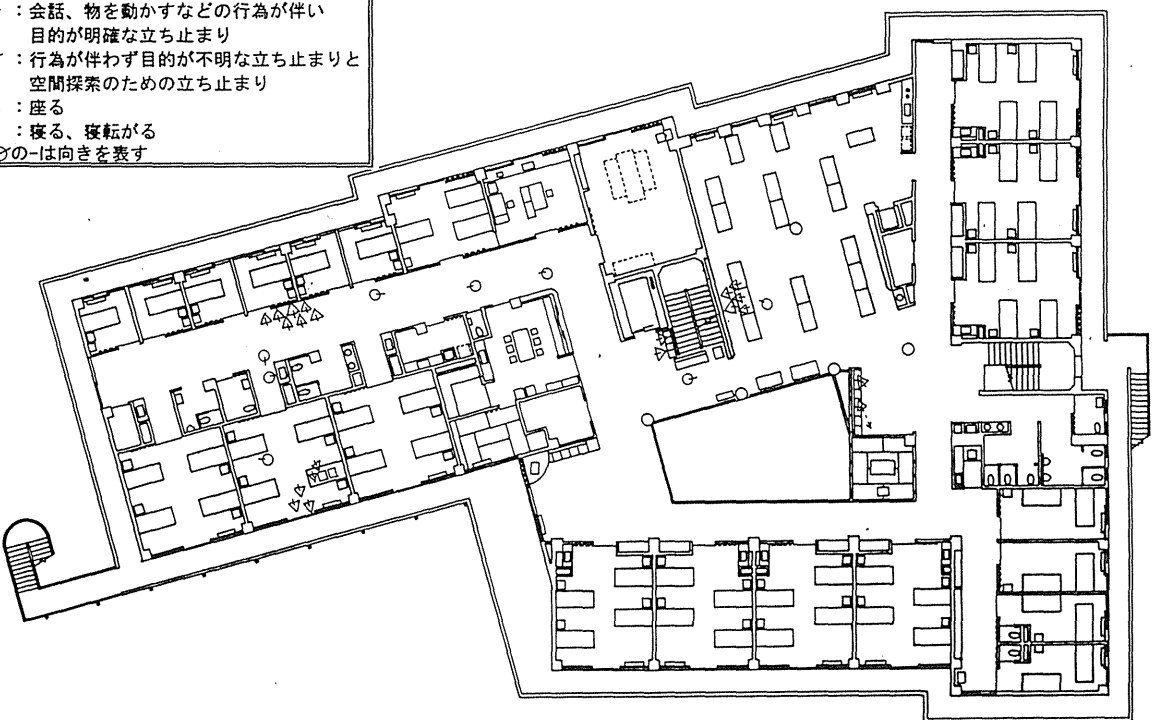 ：会話、物を動かすなどの行為が伴い
目的が明確な立ち止まり
：行為が伴わず目的が不明な立ち止まりと
空間探索のための立ち止まり
：座る
：寝る、寝転がる
の-は向きを表す